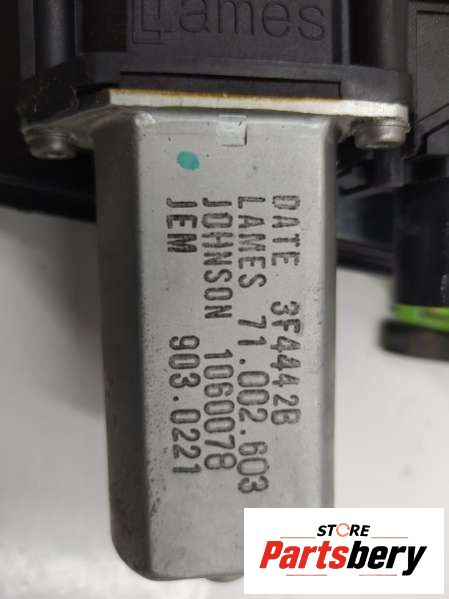 Lames
DATE 3F4442B
LAMES 71.002.603
JOHNSON 1060078
JEM 903.0221
STORE
Partsbery